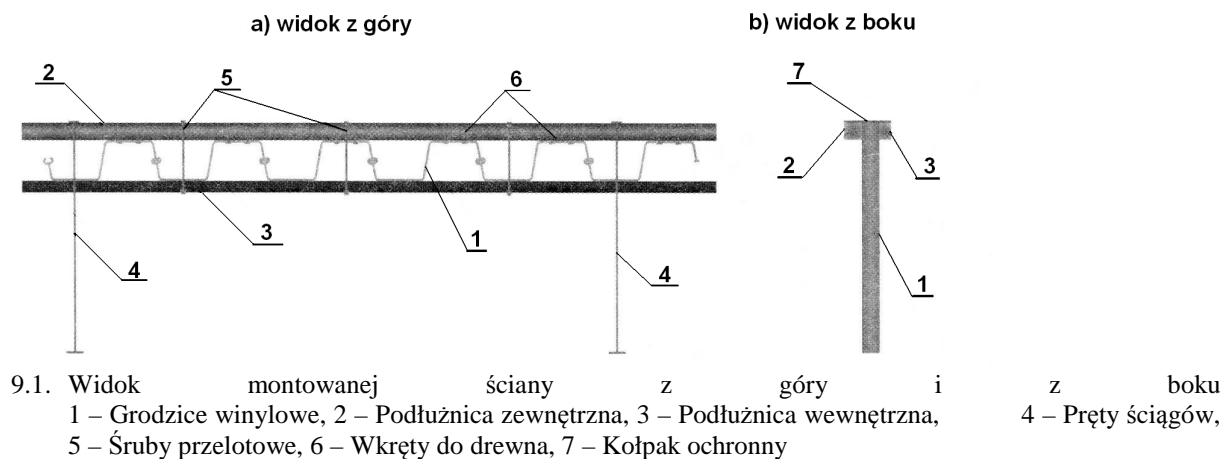 a) widok z góry
b) widok z boku
2
5
6
7
2
3
3
1
4
4
1
9.1. Widok montowanej ściany z góry i z boku
1 – Grodzice winylowe, 2 – Podłużnica zewnętrzna, 3 – Podłużnica wewnętrzna, 4 – Pręty ściągów,
5 – Śruby przelotowe, 6 – Wkręty do drewna, 7 – Kołpak ochronny